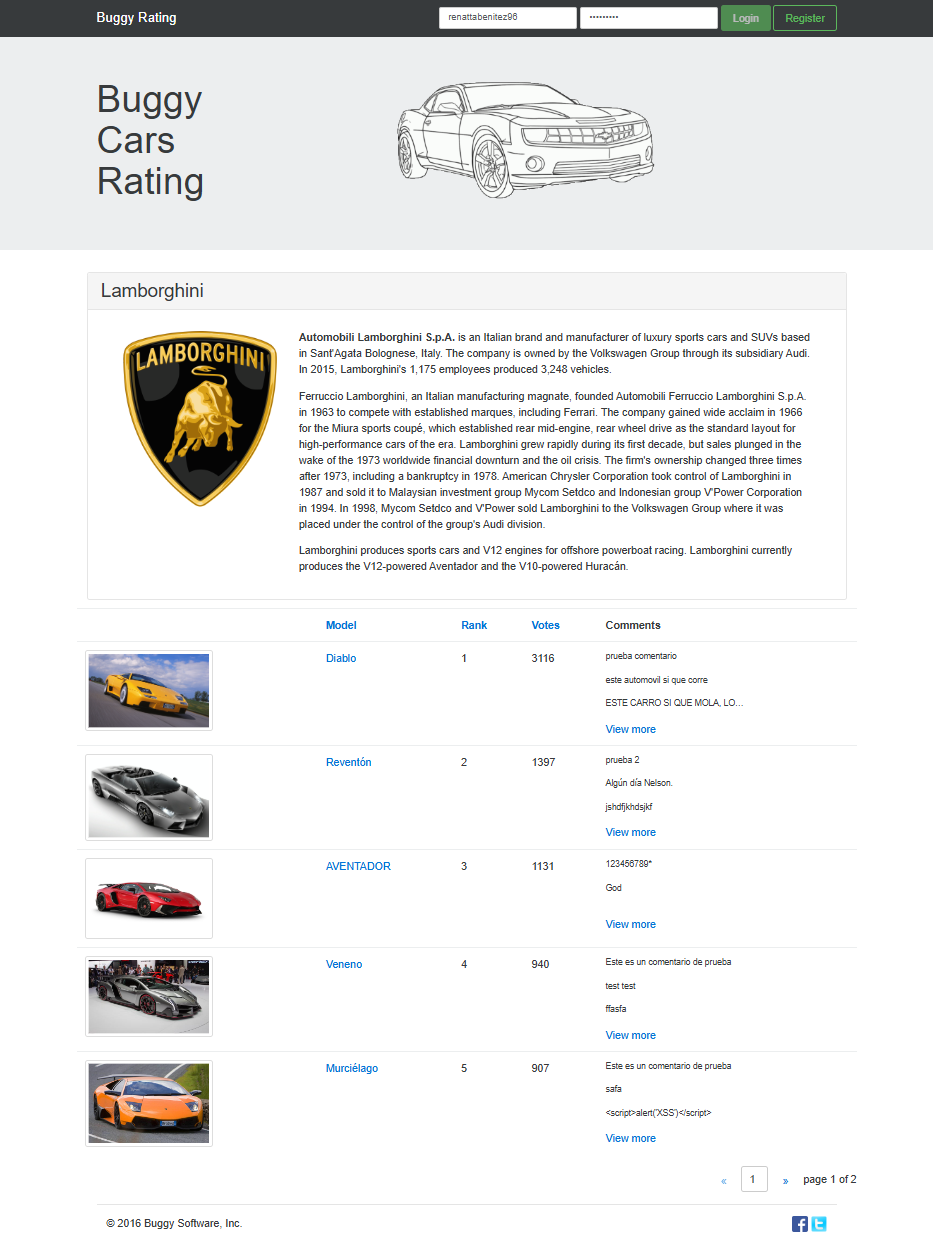 Buggy Rating
renattabenitez96
•••••••••
Login
Register
Buggy
Cars
Rating
Lamborghini
LAMBORGHINI
Automobili Lamborghini S.p.A. is an Italian brand and manufacturer of luxury sports cars and SUVs based
in Sant'Agata Bolognese, Italy. The company is owned by the Volkswagen Group through its subsidiary Audi.
In 2015, Lamborghini's 1,175 employees produced 3,248 vehicles.
Ferruccio Lamborghini, an Italian manufacturing magnate, founded Automobili Ferruccio Lamborghini S.p.A.
in 1963 to compete with established marques, including Ferrari. The company gained wide acclaim in 1966
for the Miura sports coupé, which established rear mid-engine, rear wheel drive as the standard layout for
high-performance cars of the era. Lamborghini grew rapidly during its first decade, but sales plunged in the
wake of the 1973 worldwide financial downturn and the oil crisis. The firm's ownership changed three times
after 1973, including a bankruptcy in 1978. American Chrysler Corporation took control of Lamborghini in
1987 and sold it to Malaysian investment group Mycom Setdco and Indonesian group V'Power Corporation
in 1994. In 1998, Mycom Setdco and V'Power sold Lamborghini to the Volkswagen Group where it was
placed under the control of the group's Audi division.
Lamborghini produces sports cars and V12 engines for offshore powerboat racing. Lamborghini currently
produces the V12-powered Aventador and the V10-powered Huracán.
Model Rank Votes Comments
Diablo 1 3116 prueba comentario
este automovil si que corre
ESTE CARRO SI QUE MOLA, LO...
View more
Reventón 2 1397 prueba 2
Algún día Nelson.
jshdfjkhdsjkf
View more
AVENTADOR 3 1131 123456789*
God
View more
Veneno 4 940 Este es un comentario de prueba
test test
ffasfa
View more
Murciélago 5 907 Este es un comentario de prueba
safa
<script>alert('XSS')</script>
View more
« 1 » page 1 of 2
© 2016 Buggy Software, Inc.